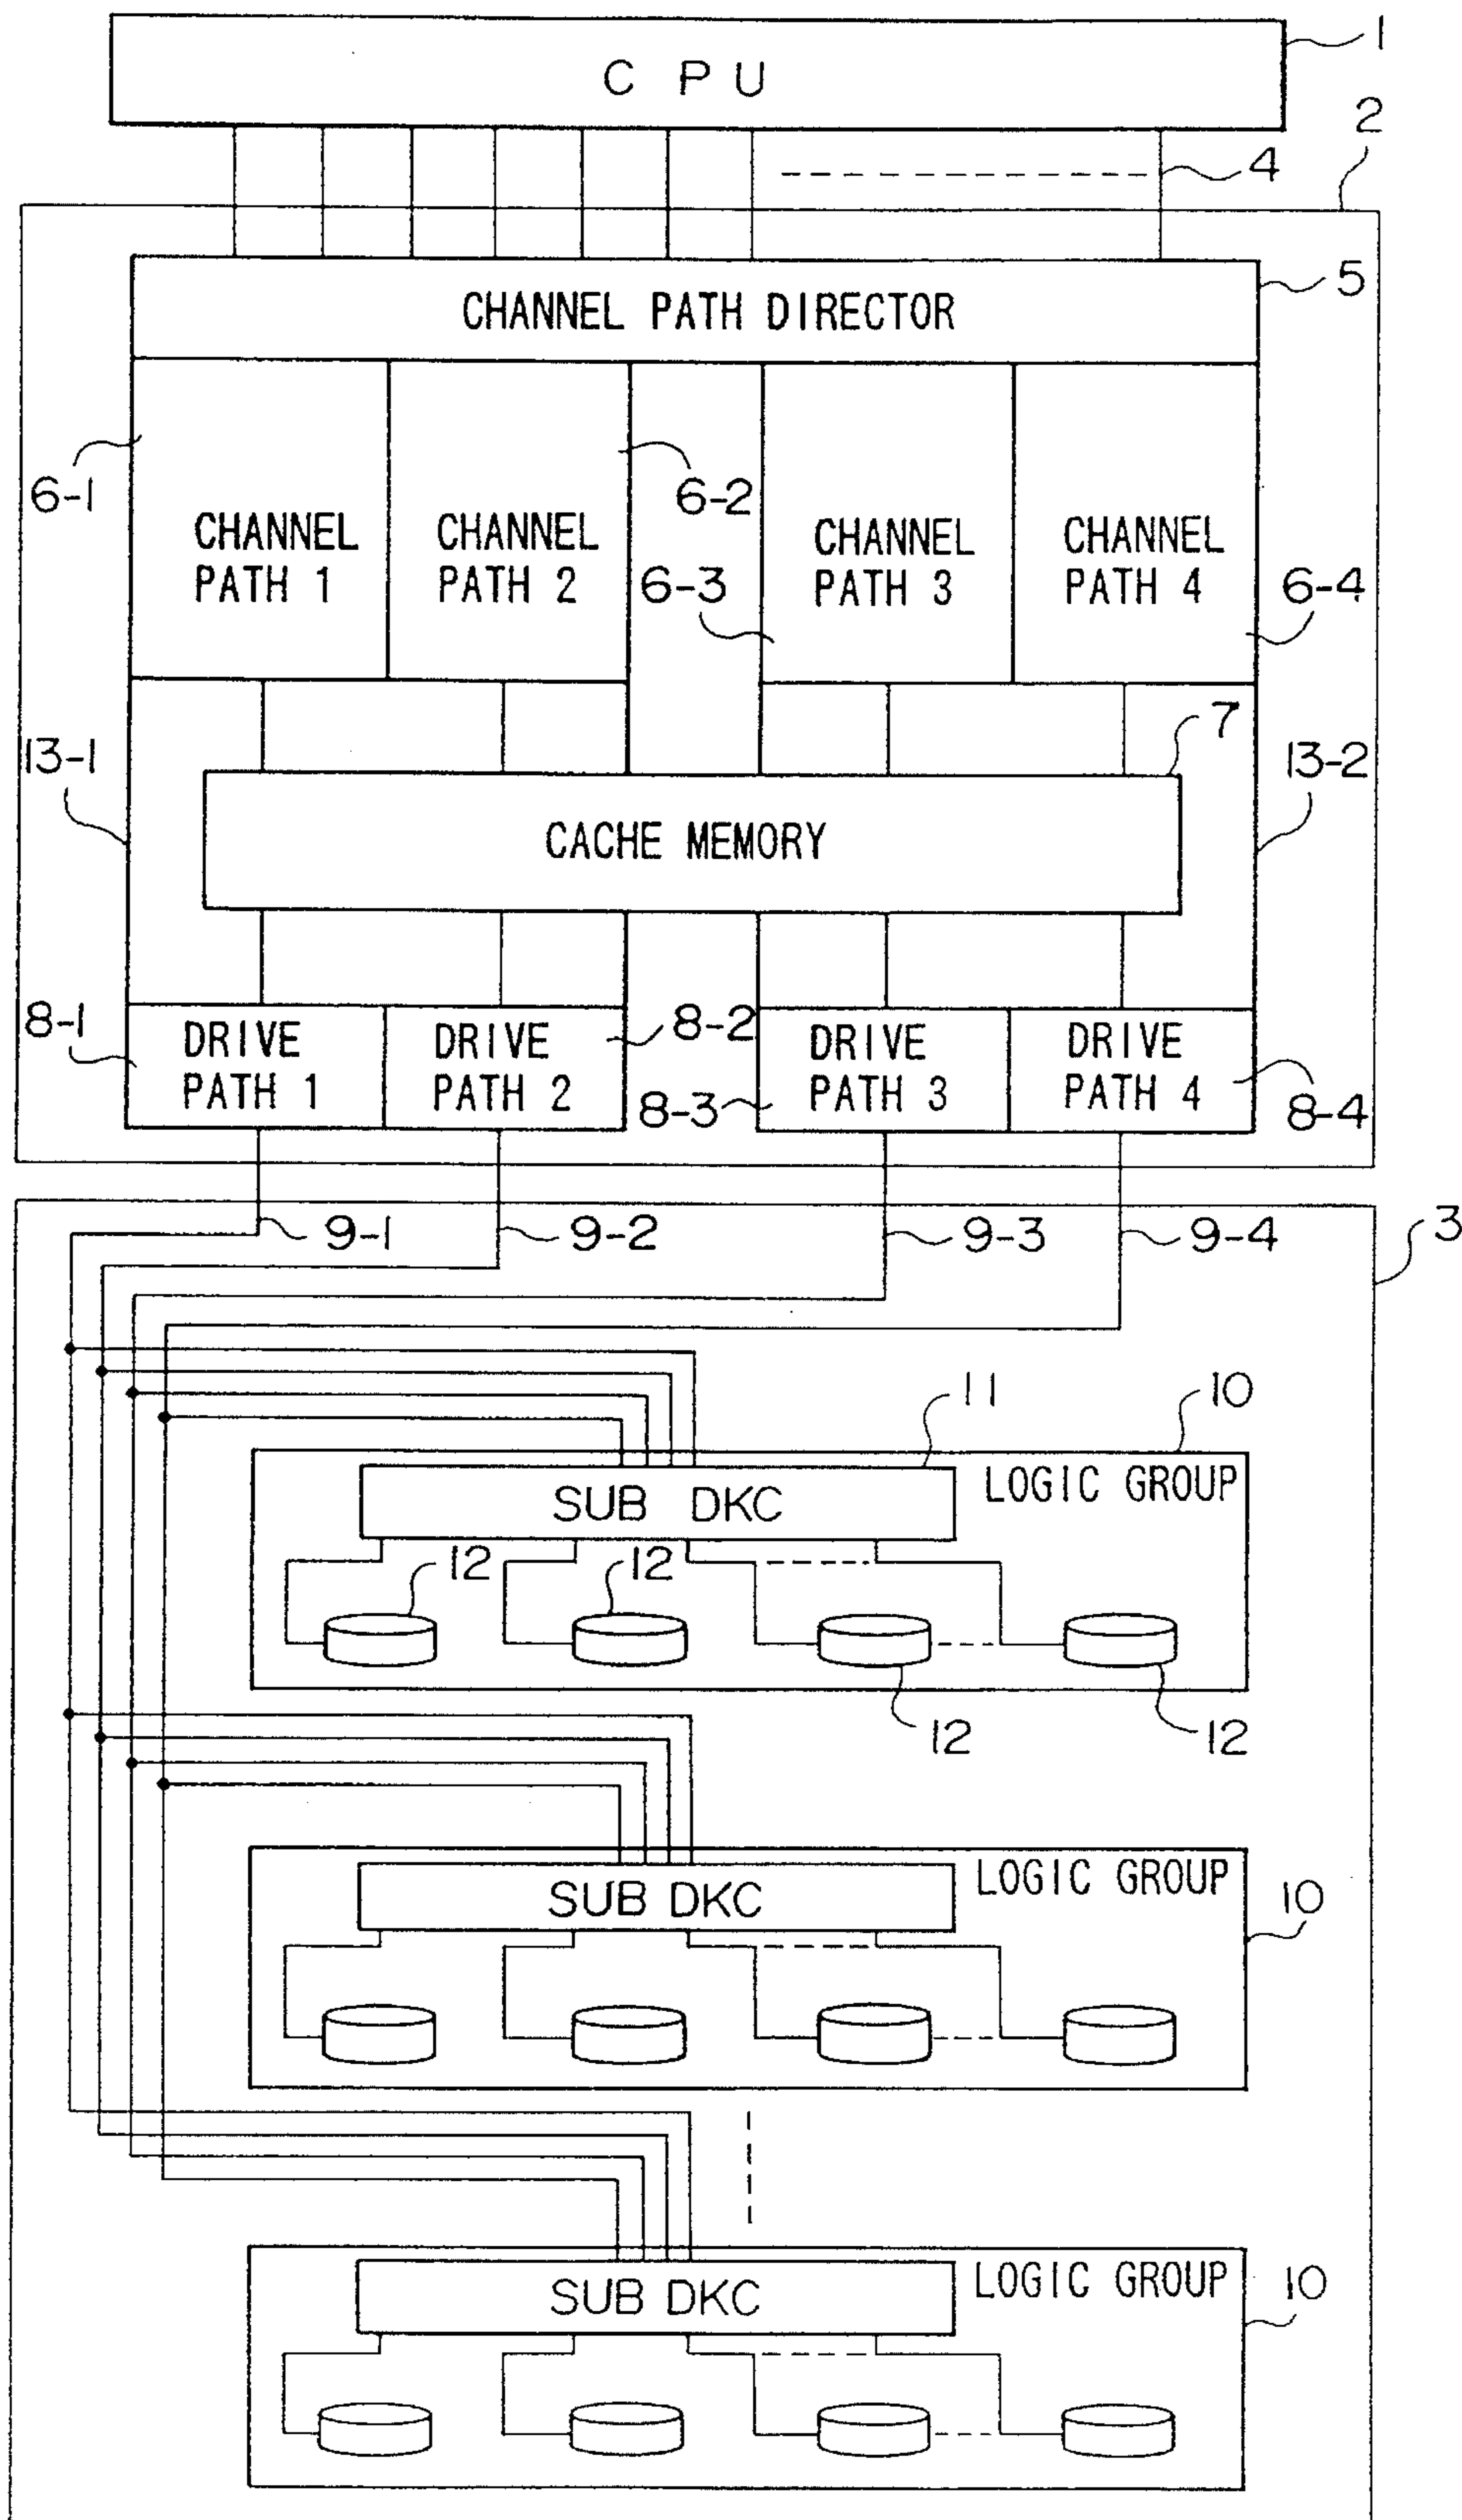 CPU
1
2
4
CHANNEL PATH DIRECTOR
5
6-1
6-2
CHANNEL
PATH 1
CHANNEL
PATH 2
6-3
CHANNEL
PATH 3
CHANNEL
PATH 4
6-4
7
13-1
13-2
CACHE MEMORY
8-1
DRIVE
PATH 1
DRIVE
PATH 2
8-2
8-3
DRIVE
PATH 3
DRIVE
PATH 4
8-4
9-1
9-2
9-3
9-4
3
11
10
SUB DKC
LOGIC GROUP
12
12
12
12
SUB DKC
LOGIC GROUP
10
SUB DKC
LOGIC GROUP
10